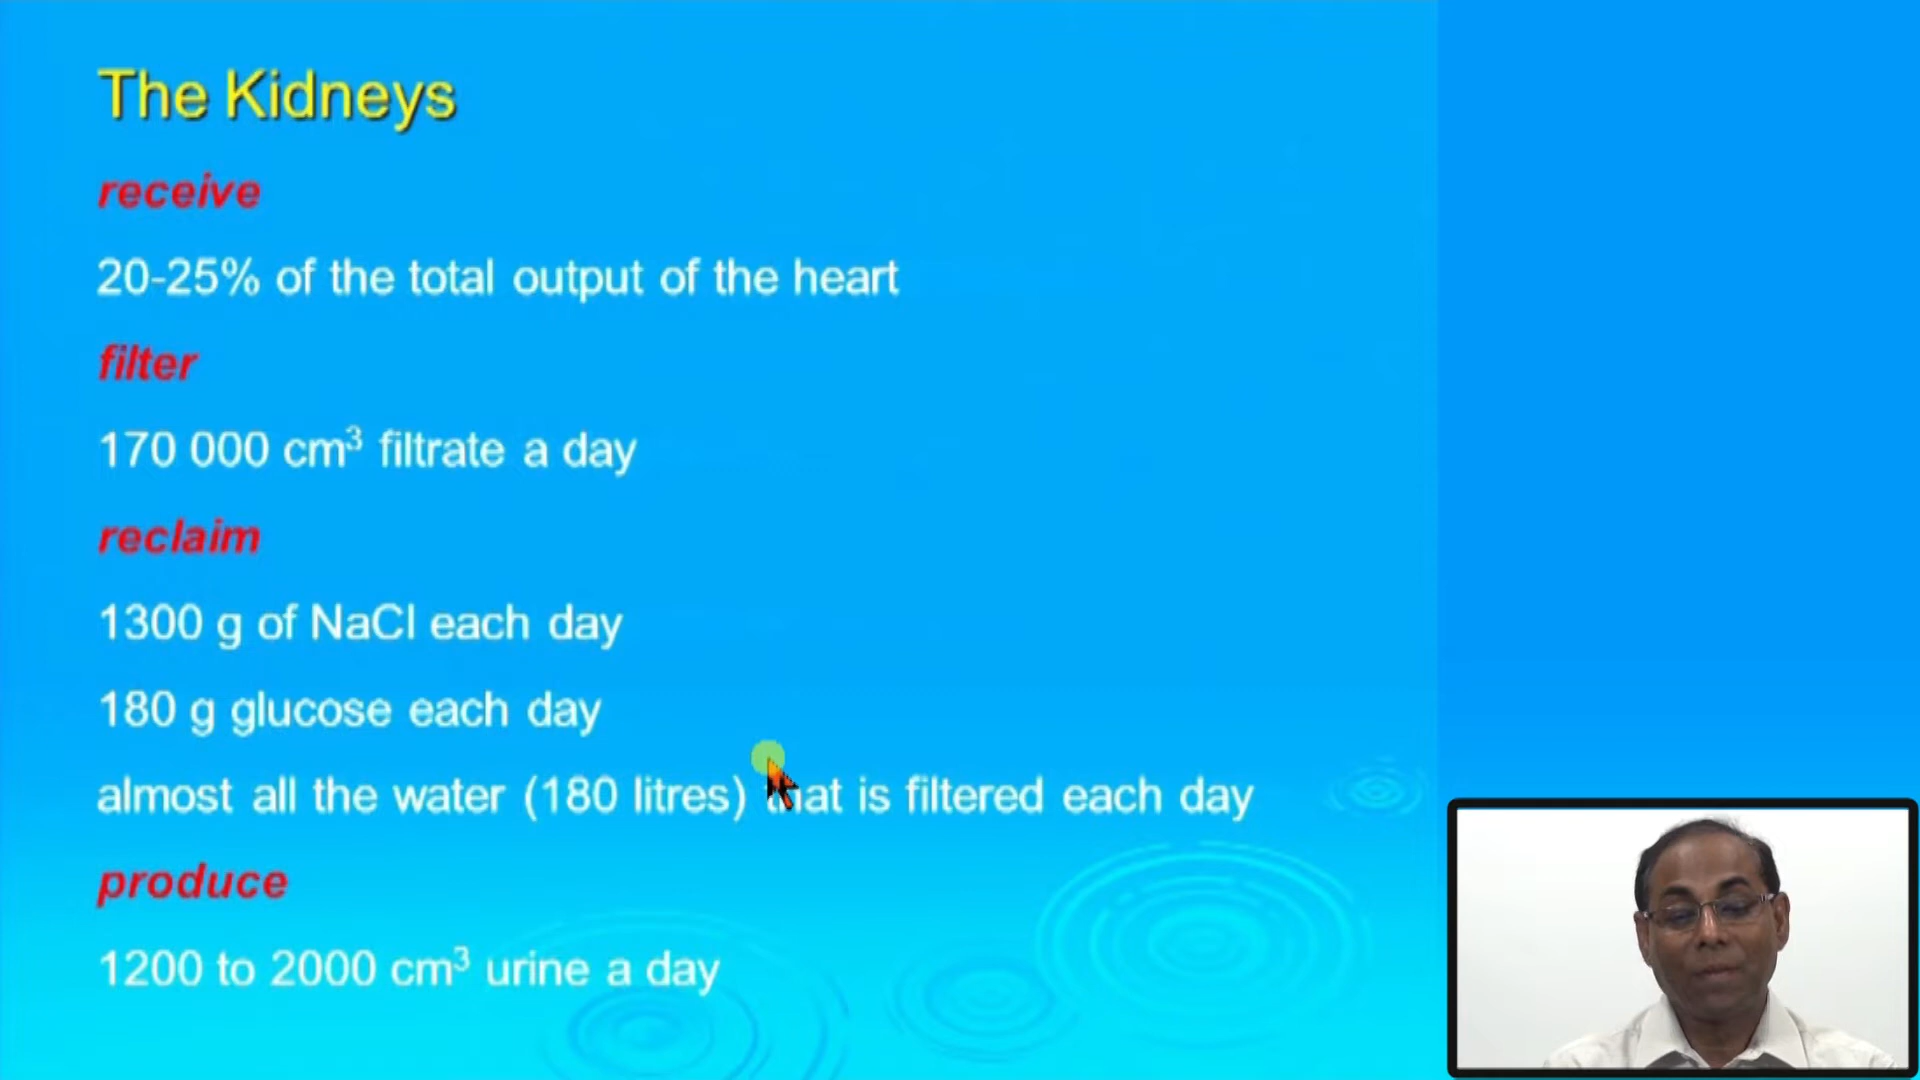 The Kidneys
receive
20-25% of the total output of the heart
filter
170 000 cm³ filtrate a day
reclaim
1300 g of NaCl each day
180 g glucose each day
almost all the water (180 litres) that is filtered each day
produce
1200 to 2000 cm³ urine a day